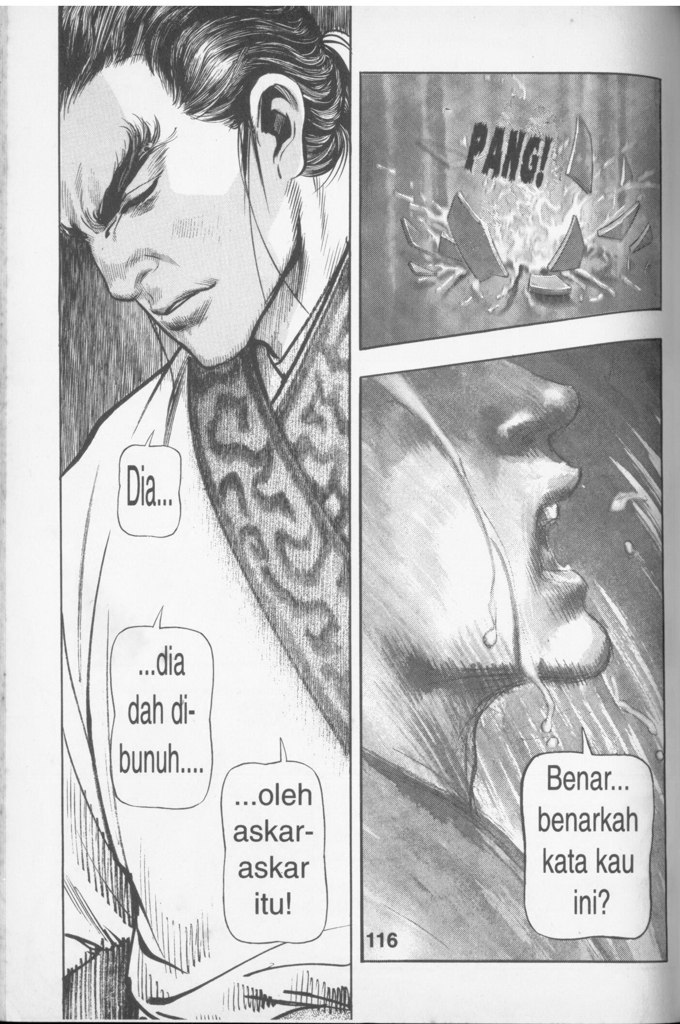 Dia...
...dia
dah di-
bunuh....
...oleh
askar-
askar
itu!
PANG!
Benar...
benarkah
kata kau
ini?
116